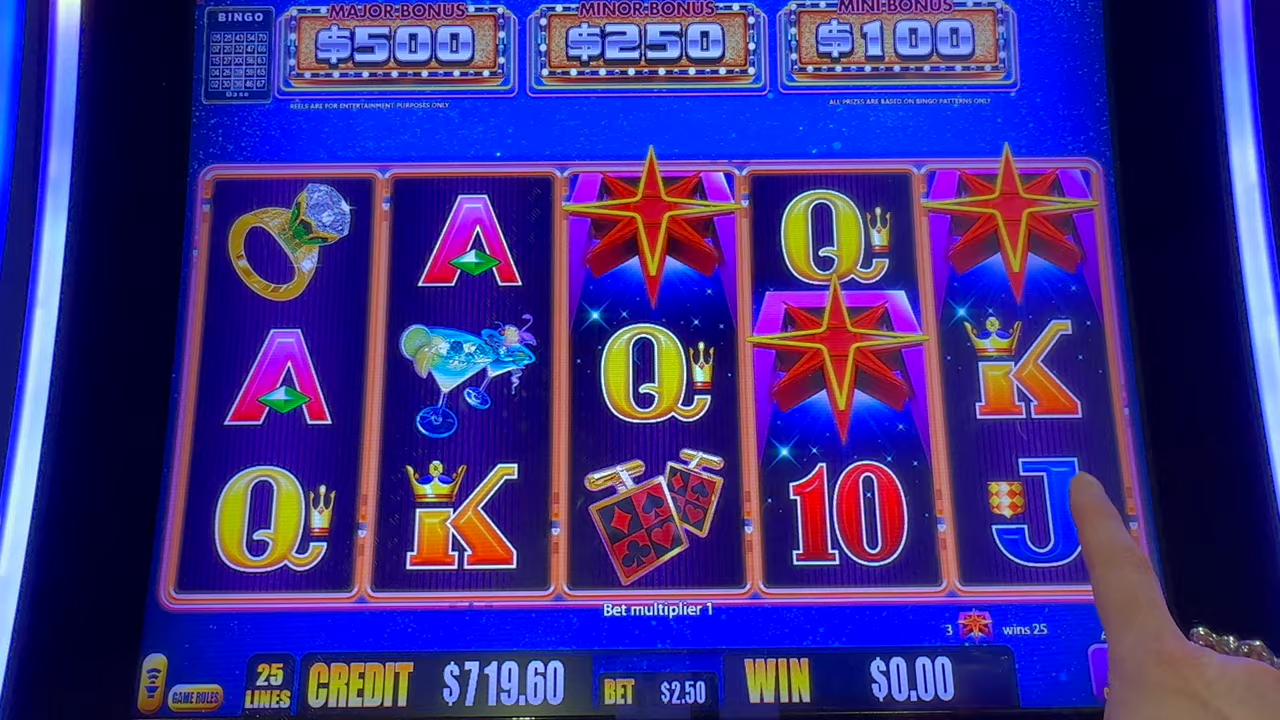 BINGO
MAJOR BONUS
$500
MINOR BONUS
$250
MINI BONUS
$100
REELS ARE FOR ENTERTAINMENT PURPOSES ONLY
ALL PRIZES ARE BASED ON BINGO PATTERNS ONLY
A
Q
A
Q
K
Q
K
Q
10
J
Bet multiplier 1
3 wins 25
GAME RULES
25 LINES
CREDIT $719.60
BET $2.50
WIN $0.00